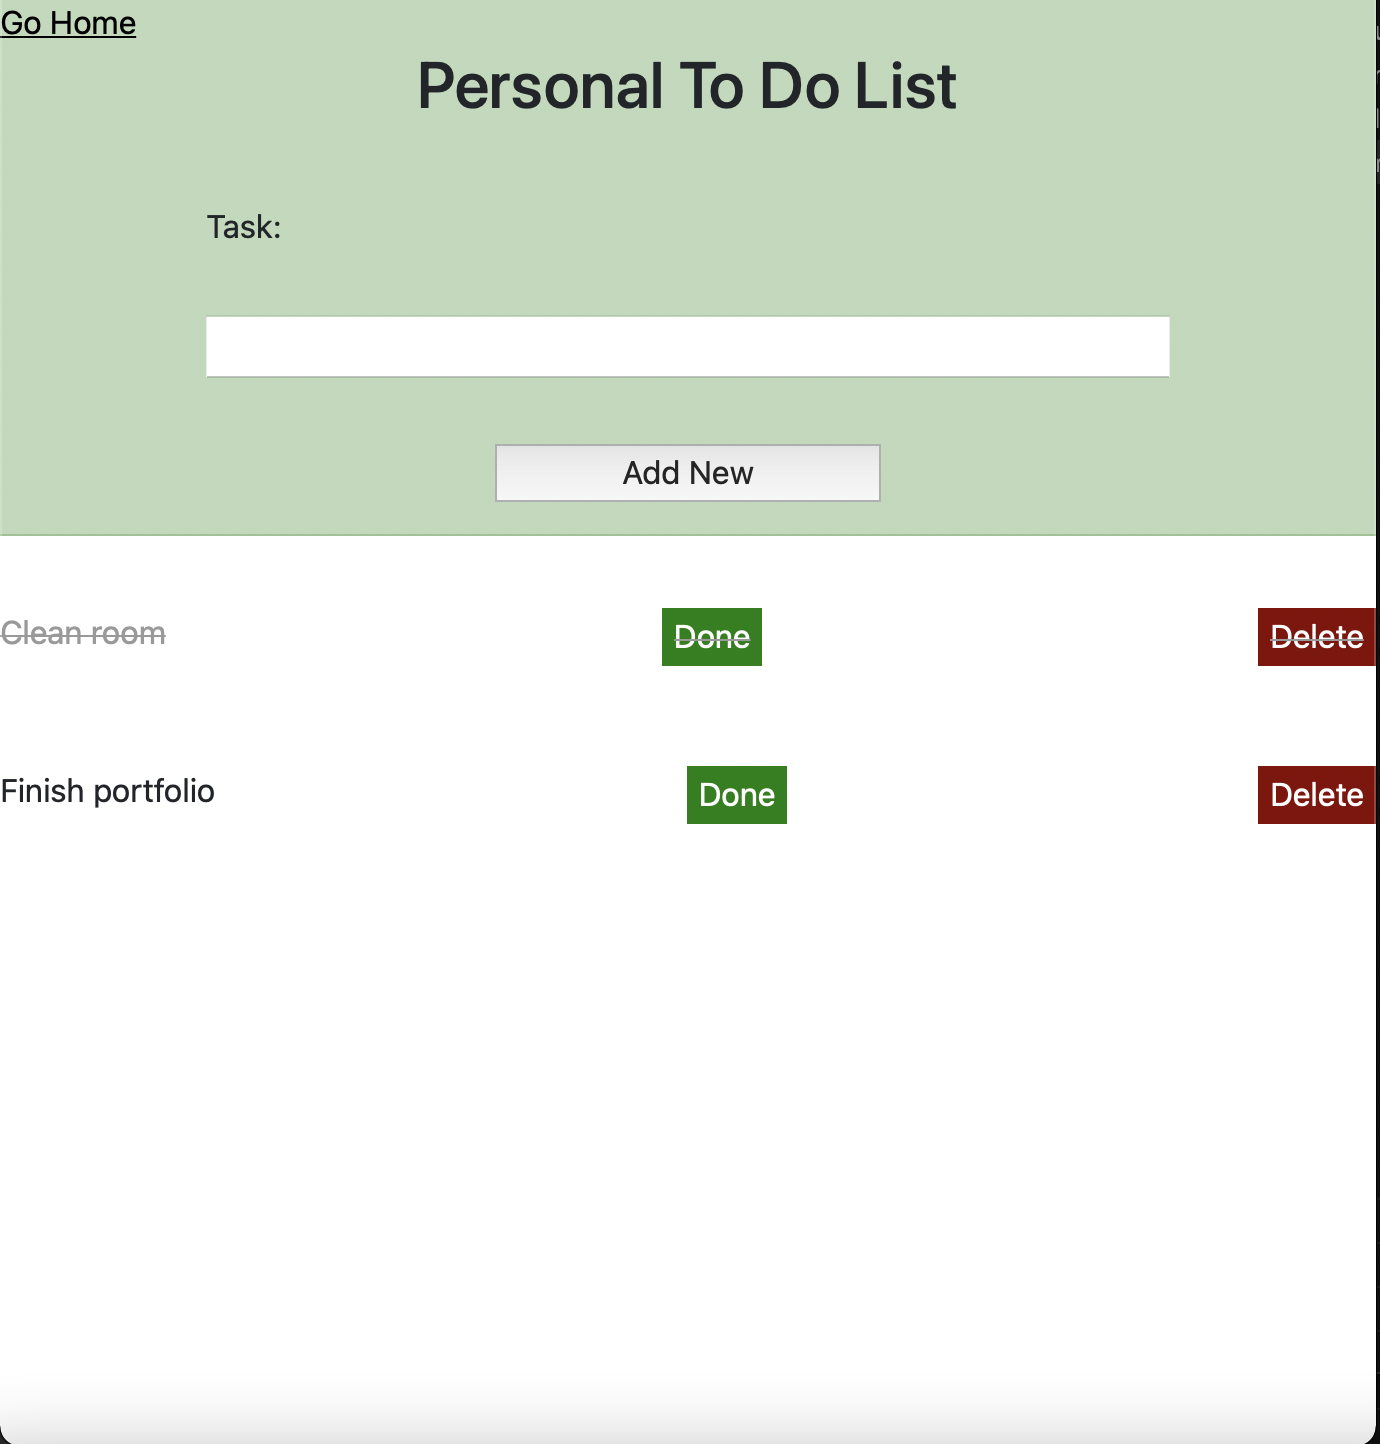 Go Home
Personal To Do List
Task:
Add New
Clean room Done Delete
Finish portfolio Done Delete